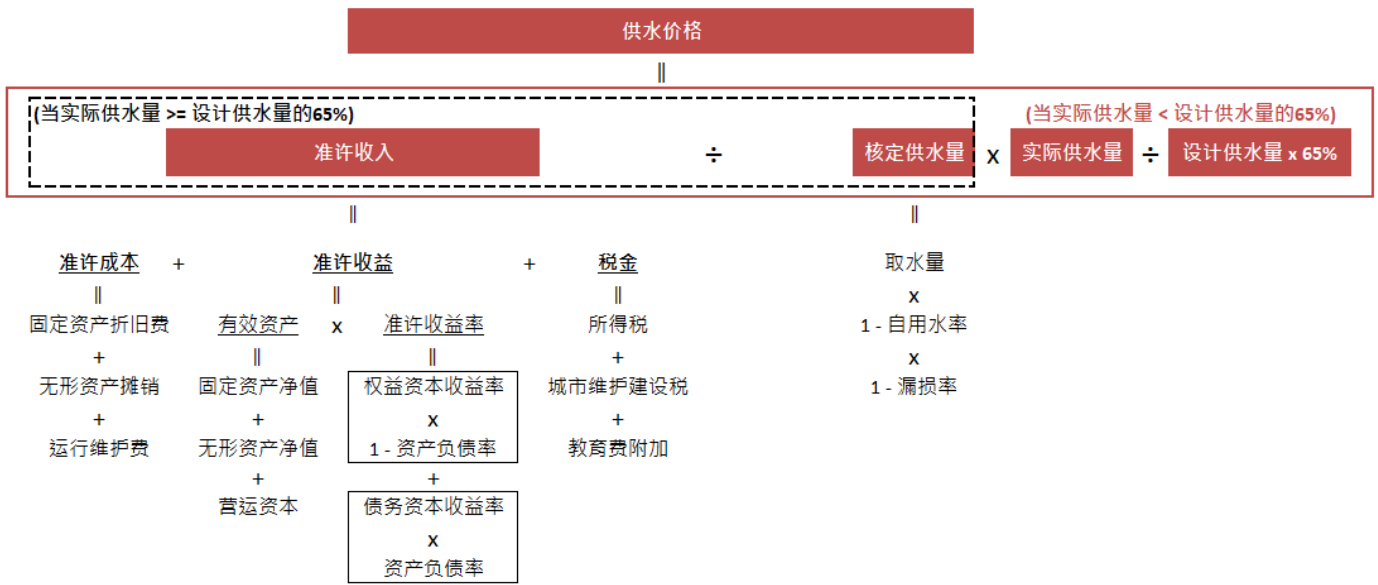 供水价格
‖
(当实际供水量 >= 设计供水量的65%) (当实际供水量 < 设计供水量的65%)
准许收入 ÷ 核定供水量 x 实际供水量 ÷ 设计供水量 x 65%
‖ ‖
准许成本 + 准许收益 + 税金 取水量
‖ ‖ ‖ x
固定资产折旧费 有效资产 x 准许收益率 所得税 1 - 自用水率
+ ‖ ‖ + x
无形资产摊销 固定资产净值 权益资本收益率 城市维护建设税 1 - 漏损率
+ + x +
运行维护费 无形资产净值 1 - 资产负债率 教育费附加
+ +
营运资本 债务资本收益率
x
资产负债率